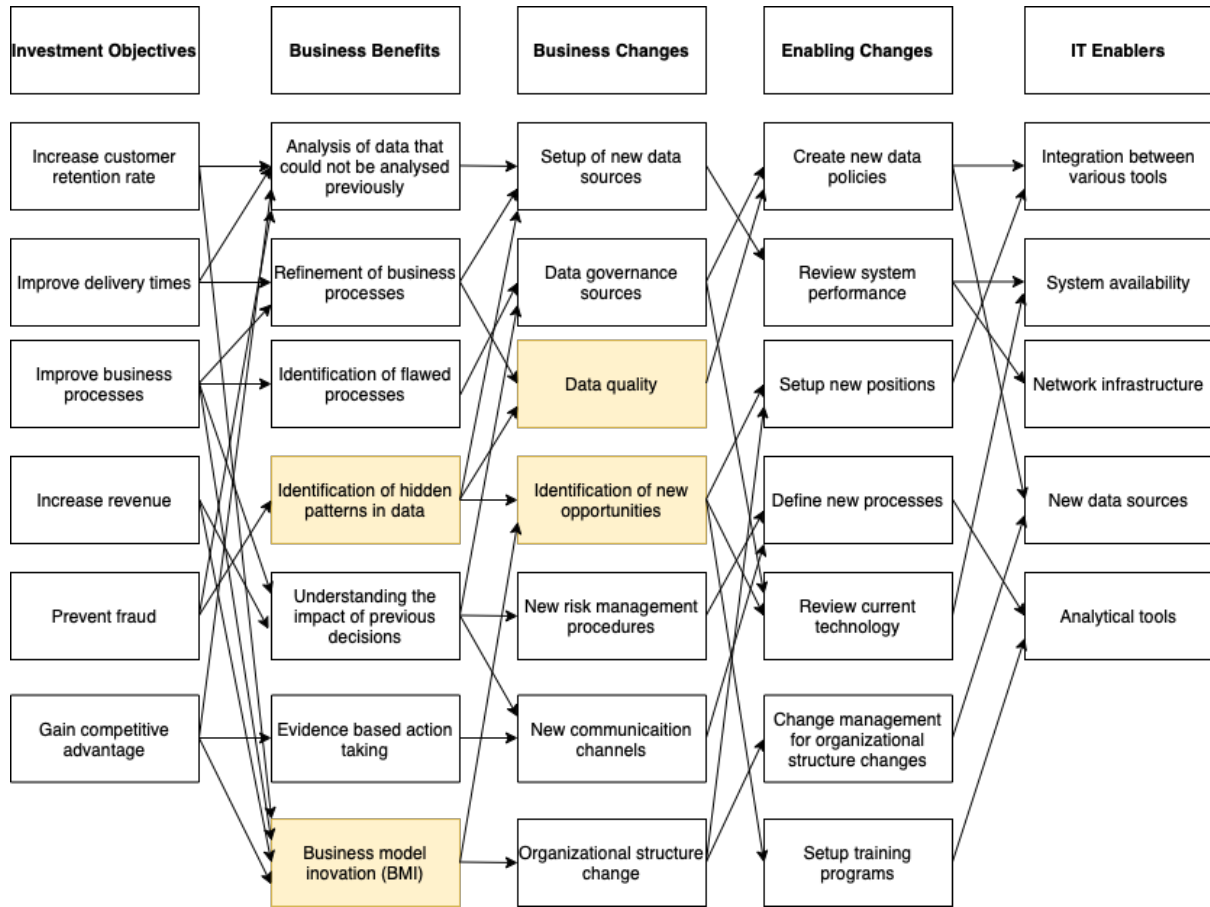 Investment Objectives
Business Benefits
Business Changes
Enabling Changes
IT Enablers
Increase customer
retention rate
Analysis of data that
could not be analysed
previously
Setup of new data
sources
Create new data
policies
Integration between
various tools
Improve delivery times
Refinement of business
processes
Data governance
sources
Review system
performance
System availability
Improve business
processes
Identification of flawed
processes
Data quality
Setup new positions
Network infrastructure
Increase revenue
Identification of hidden
patterns in data
Identification of new
opportunities
Define new processes
New data sources
Prevent fraud
Understanding the
impact of previous
decisions
New risk management
procedures
Review current
technology
Analytical tools
Gain competitive
advantage
Evidence based action
taking
New communicaition
channels
Change management
for organizational
structure changes
Business model
inovation (BMI)
Organizational structure
change
Setup training
programs